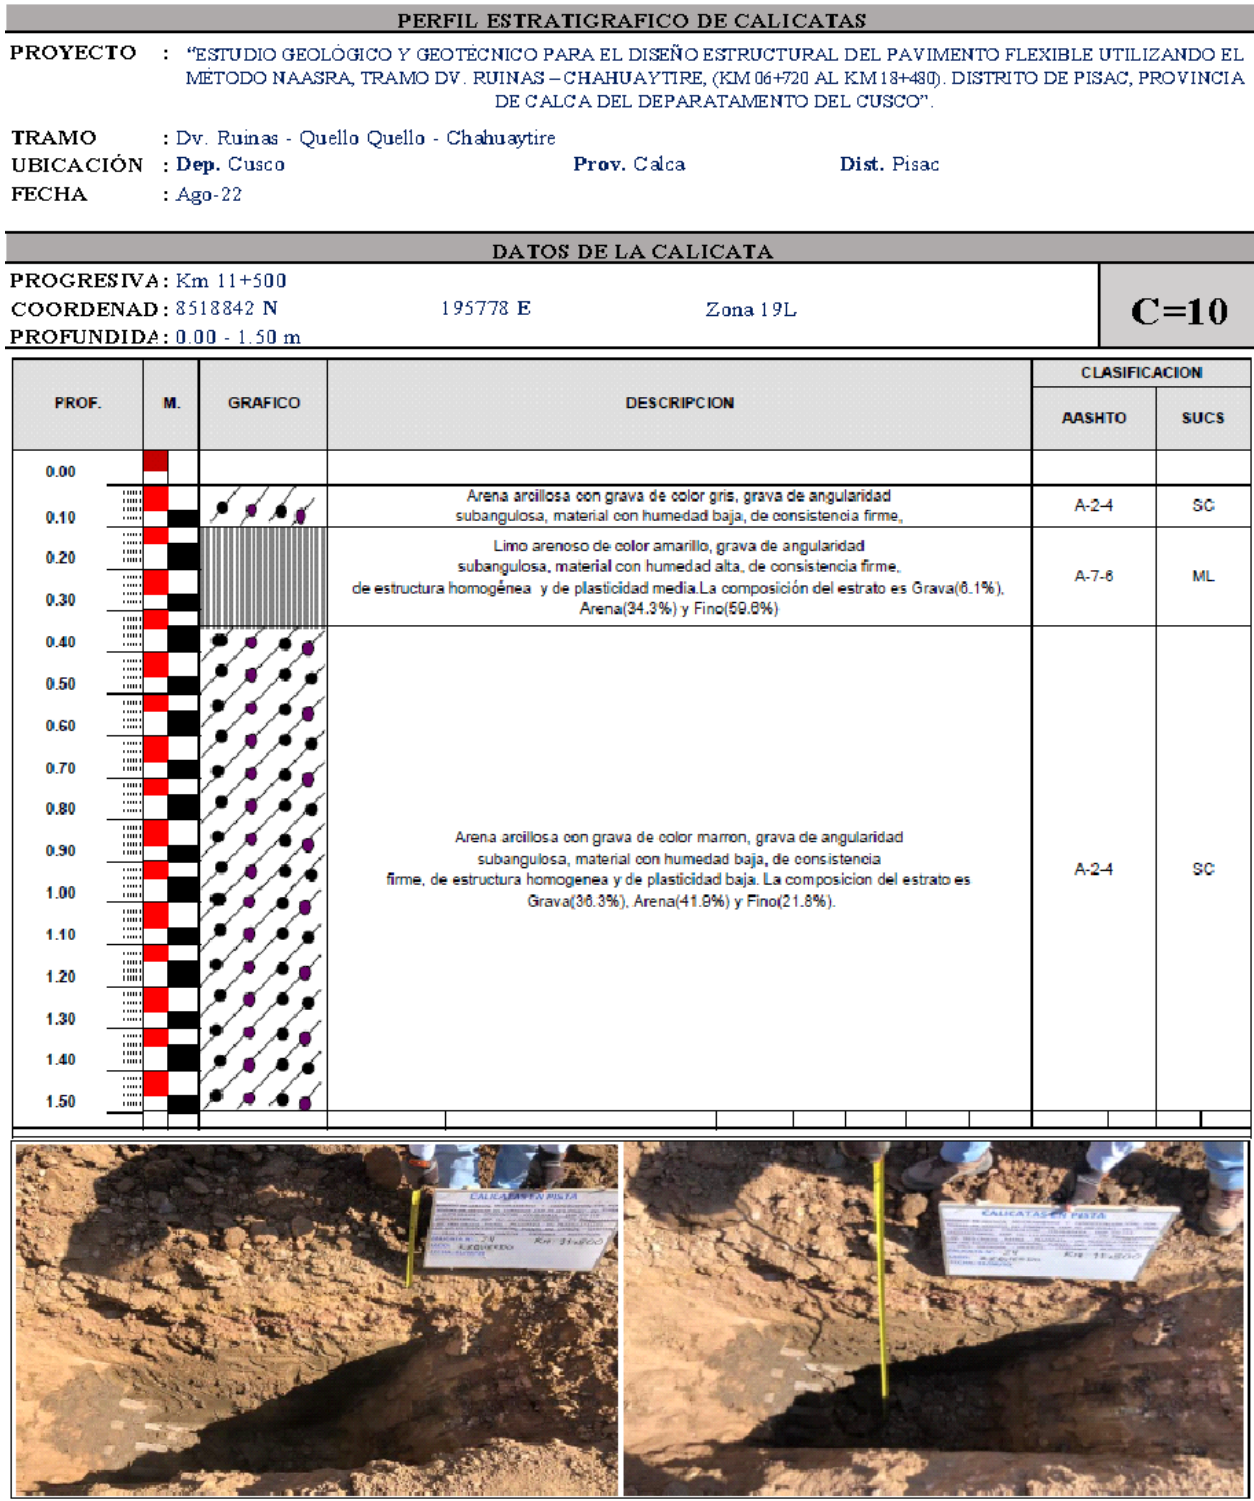 PERFIL ESTRATIGRAFICO DE CALICATAS
PROYECTO : “ESTUDIO GEOLÓGICO Y GEOTÉCNICO PARA EL DISEÑO ESTRUCTURAL DEL PAVIMENTO FLEXIBLE UTILIZANDO EL
MÉTODO NAASRA, TRAMO DV. RUINAS – CHAHUAYTIRE, (KM 06+720 AL KM 18+480). DISTRITO DE PISAC, PROVINCIA
DE CALCA DEL DEPARATAMENTO DEL CUSCO”.
TRAMO : Dv. Ruinas - Quello Quello - Chahuaytire
UBICACIÓN : Dep. Cusco Prov. Calca Dist. Pisac
FECHA : Ago-22
DATOS DE LA CALICATA
PROGRESIVA: Km 11+500
COORDENAD: 8518842 N 195778 E Zona 19L
PROFUNDIDA: 0.00 - 1.50 m
C=10
PROF. M. GRAFICO DESCRIPCION CLASIFICACION
AASHTO SUCS
0.00
0.10
Arena arcillosa con grava de color gris, grava de angularidad
subangulosa, material con humedad baja, de consistencia firme,
A-2-4 SC
0.20
0.30
Limo arenoso de color amarillo, grava de angularidad
subangulosa, material con humedad alta, de consistencia firme,
de estructura homogénea y de plasticidad media.La composición del estrato es Grava(6.1%),
Arena(34.3%) y Fino(59.6%)
A-7-6 ML
0.40
0.50
0.60
0.70
0.80
0.90
1.00
1.10
1.20
1.30
1.40
1.50
Arena arcillosa con grava de color marron, grava de angularidad
subangulosa, material con humedad baja, de consistencia
firme, de estructura homogenea y de plasticidad baja. La composicion del estrato es
Grava(36.3%), Arena(41.9%) y Fino(21.8%).
A-2-4 SC
CALICATAS EN PISTA
24
IZQUIERDO
CALICATAS EN PISTA
24